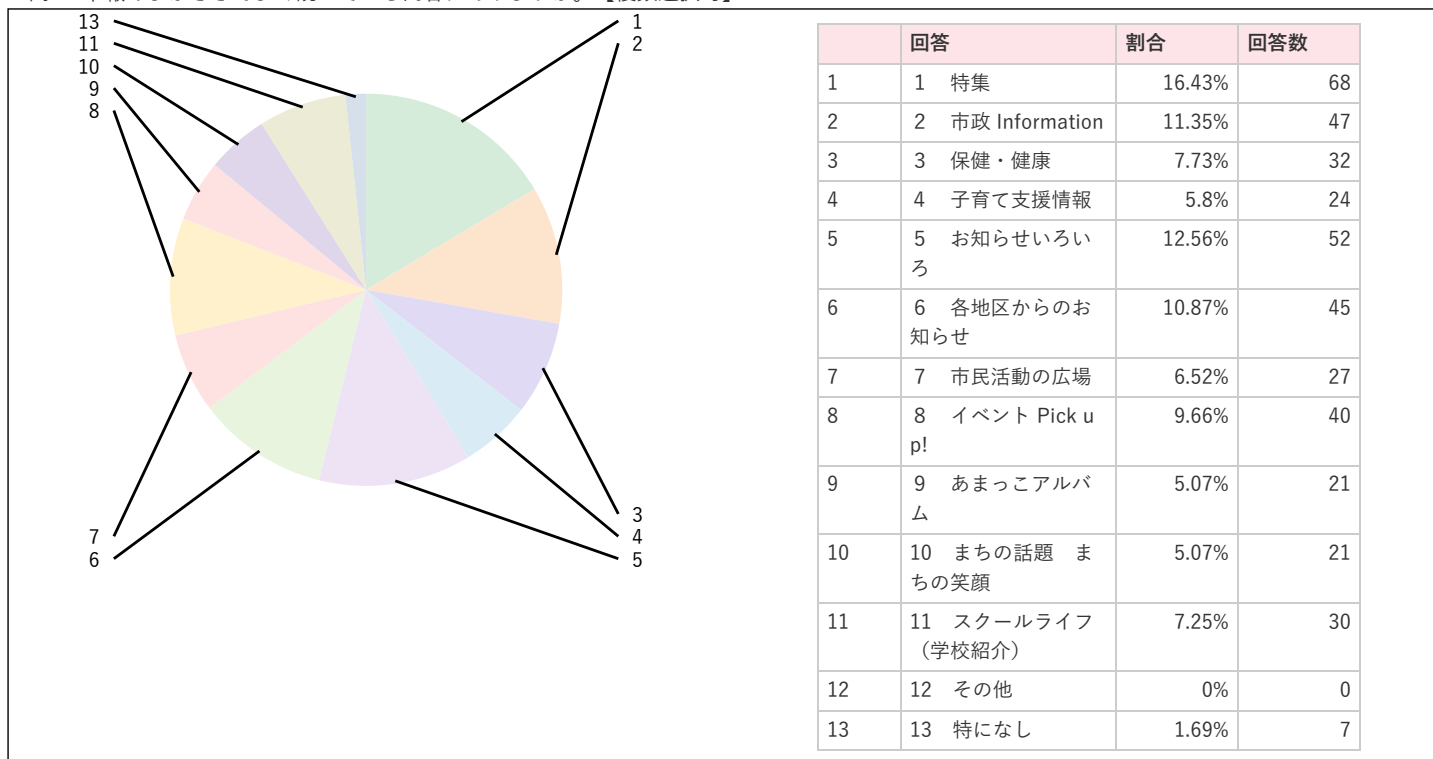 【複数選択可】
13
11
10
9
8
1
2
7
6
3
4
5
回答 割合 回答数
1 1 特集 16.43% 68
2 2 市政 Information 11.35% 47
3 3 保健・健康 7.73% 32
4 4 子育て支援情報 5.8% 24
5 5 お知らせいろい 12.56% 52
ろ
6 6 各地区からのお 10.87% 45
知らせ
7 7 市民活動の広場 6.52% 27
8 8 イベント Pick u 9.66% 40
p!
9 9 あまっこアルバ 5.07% 21
ム
10 10 まちの話題 ま 5.07% 21
ちの笑顔
11 11 スクールライフ 7.25% 30
（学校紹介）
12 12 その他 0% 0
13 13 特になし 1.69% 7